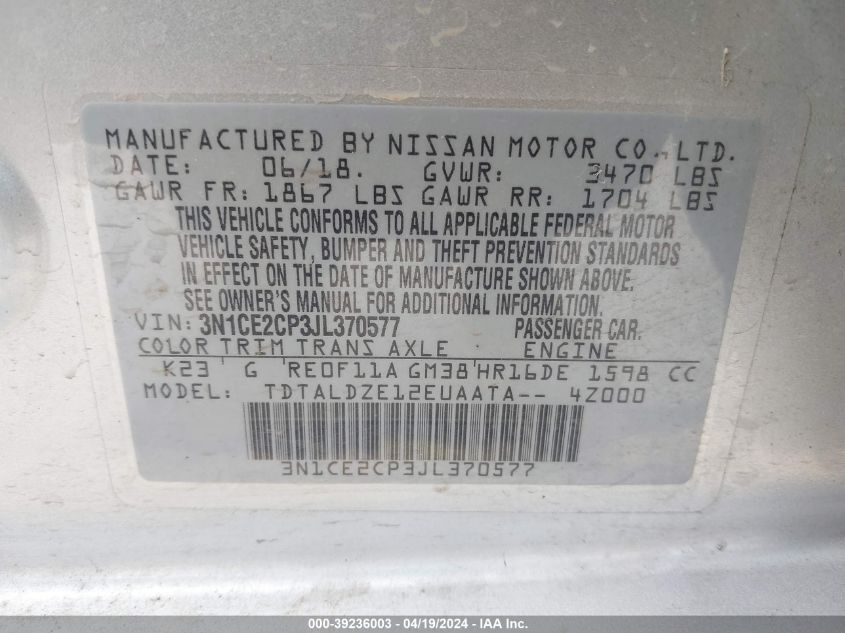 MANUFACTURED BY NISSAN MOTOR CO., LTD.
DATE: 06/18. GVWR: 3470 LBS
GAWR FR: 1867 LBS GAWR RR: 1704 LBS
THIS VEHICLE CONFORMS TO ALL APPLICABLE FEDERAL MOTOR
VEHICLE SAFETY, BUMPER AND THEFT PREVENTION STANDARDS
IN EFFECT ON THE DATE OF MANUFACTURE SHOWN ABOVE.
SEE OWNER'S MANUAL FOR ADDITIONAL INFORMATION.
VIN: 3N1CE2CP3JL370577 PASSENGER CAR.
COLOR TRIM TRANS AXLE ENGINE
K23 G RE0F11A GM38 HR16DE 1598 CC
MODEL: TDTALDZE12EUAATA-- 4Z000
3N1CE2CP3JL370577
000-39236003 - 04/19/2024 - IAA Inc.